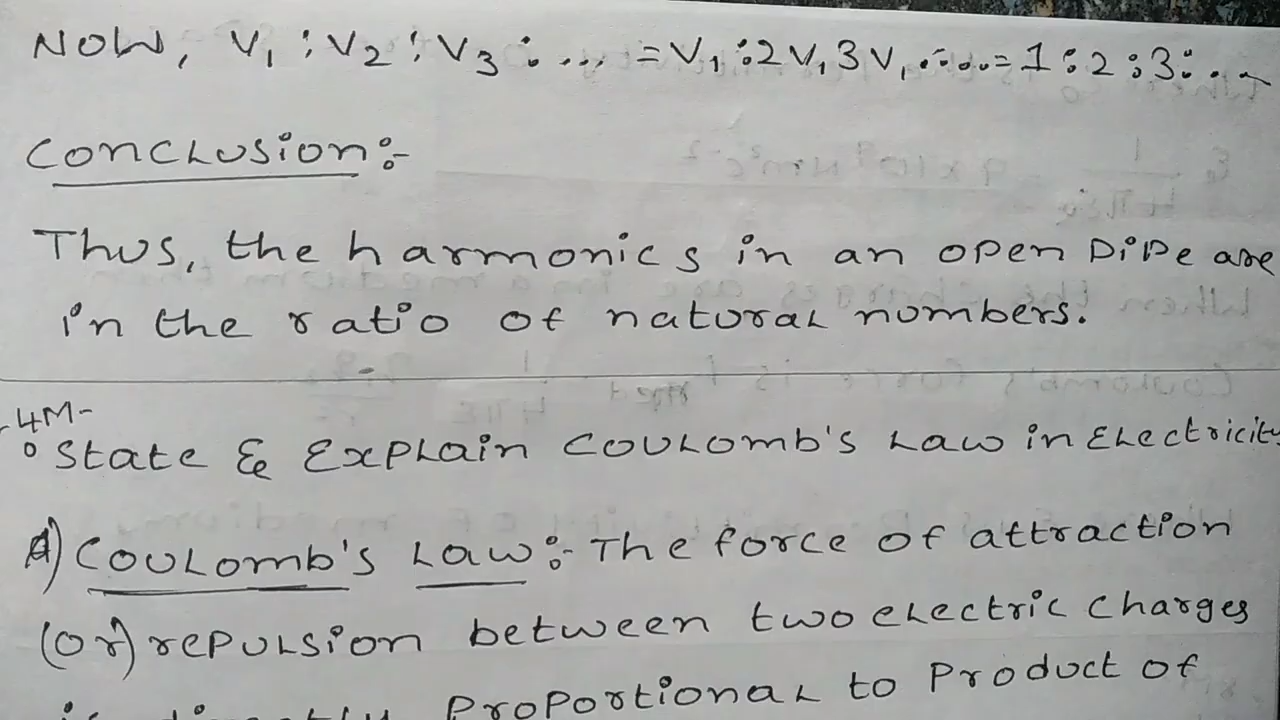 Now, V₁ : V₂ : V₃ : ... = V₁ : 2V₁ 3V₁ : ... = 1 : 2 : 3 : ...
Conclusion:-
Thus, the harmonics in an open pipe are
in the ratio of natural numbers.
4M-
State & Explain Coulomb's Law in Electricity
A) Coulomb's Law:- The force of attraction
(or) repulsion between two electric charges
is directly proportional to product of